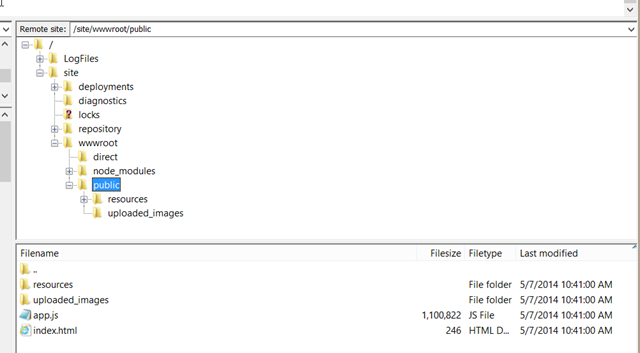 Remote site: /site/wwwroot/public
/
LogFiles
site
deployments
diagnostics
? locks
repository
wwwroot
direct
node_modules
public
resources
uploaded_images
Filename Filesize Filetype Last modified
..
resources File folder 5/7/2014 10:41:00 AM
uploaded_images File folder 5/7/2014 10:41:00 AM
app.js 1,100,822 JS File 5/7/2014 10:41:00 AM
index.html 246 HTML D... 5/7/2014 10:41:00 AM